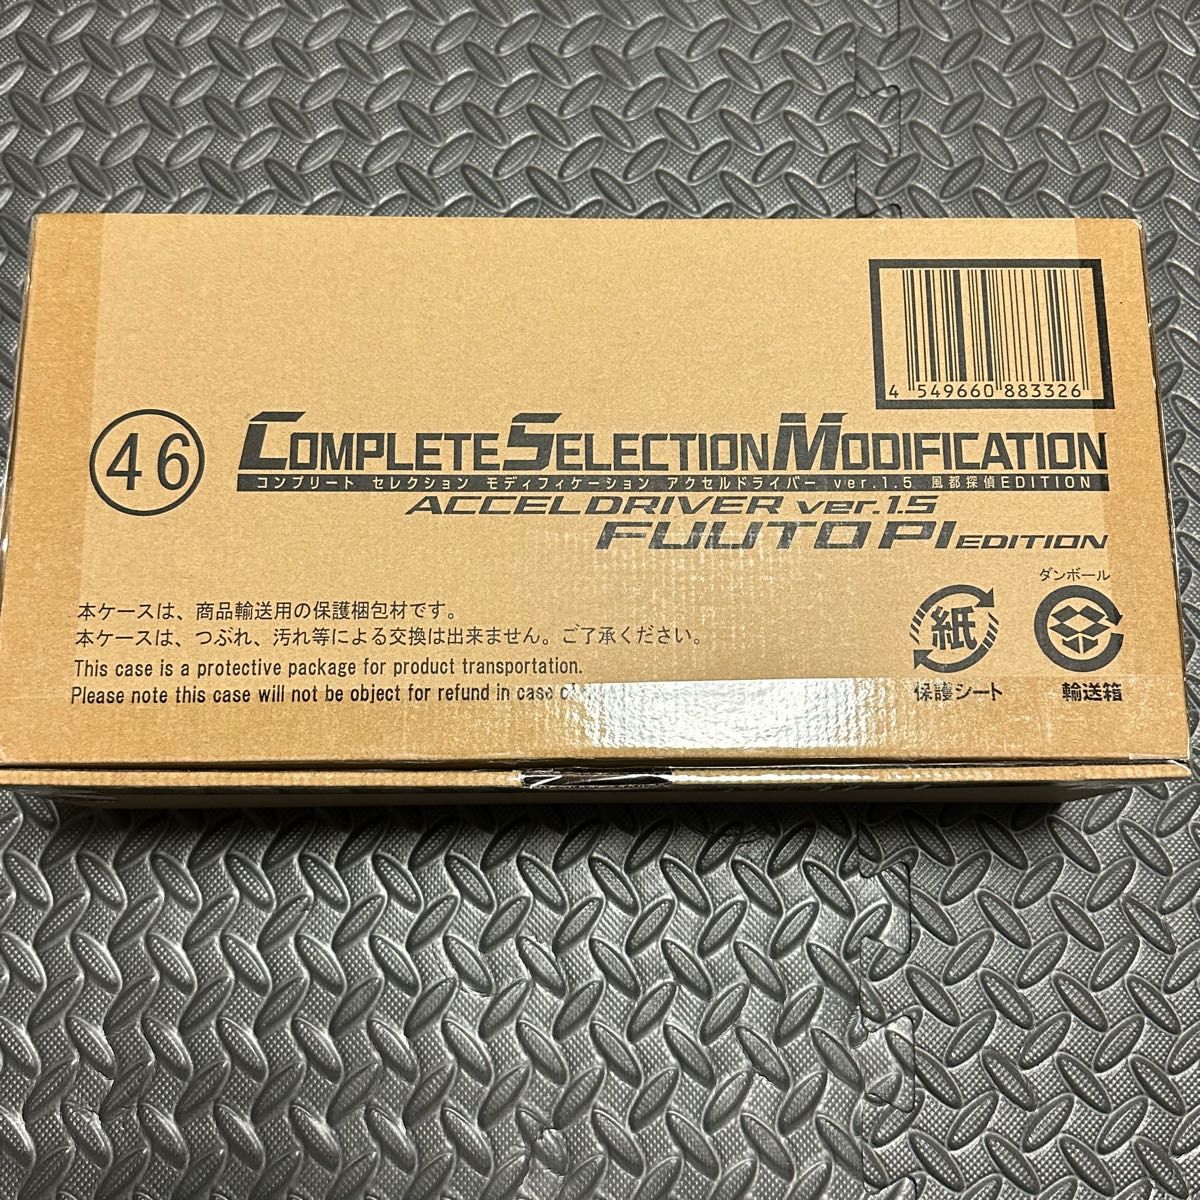 4 549660 883326
46
COMPLETE SELECTION MODIFICATION
コンプリート セレクション モディフィケーション アクセルドライバー ver.1.5 風都探偵EDITION
ACCELDRIVER ver.1.5
FUUTO PI EDITION
本ケースは、商品輸送用の保護梱包材です。
本ケースは、つぶれ、汚れ等による交換は出来ません。ご了承ください。
This case is a protective package for product transportation.
Please note this case will not be object for refund in case
ダンボール
紙
保護シート
輸送箱